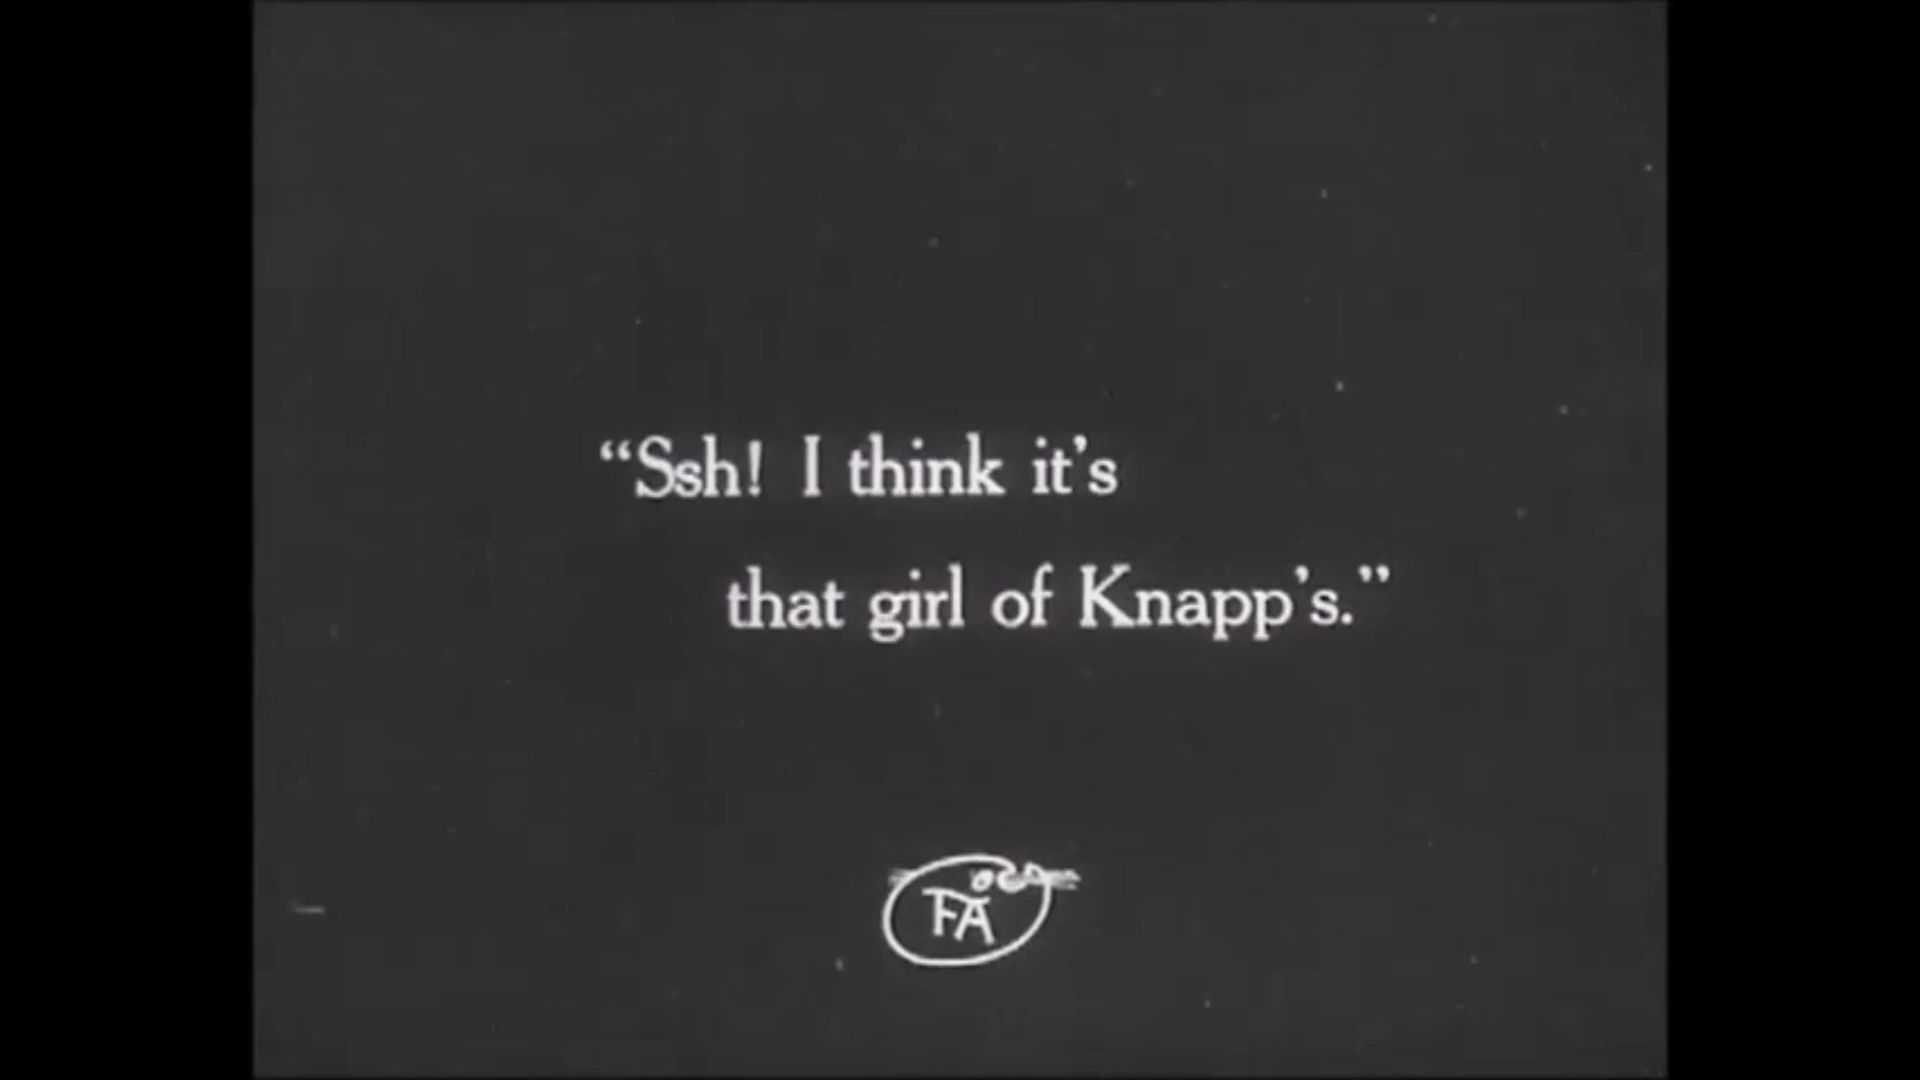 “Ssh! I think it’s
that girl of Knapp’s.”
FA